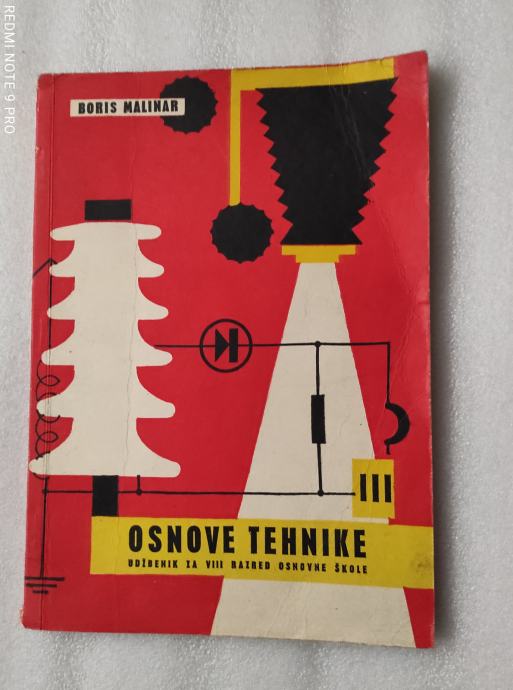 BORIS MALINAR
III
OSNOVE TEHNIKE
UDŽBENIK ZA VIII RAZRED OSNOVNE ŠKOLE
REDMI NOTE 9 PRO